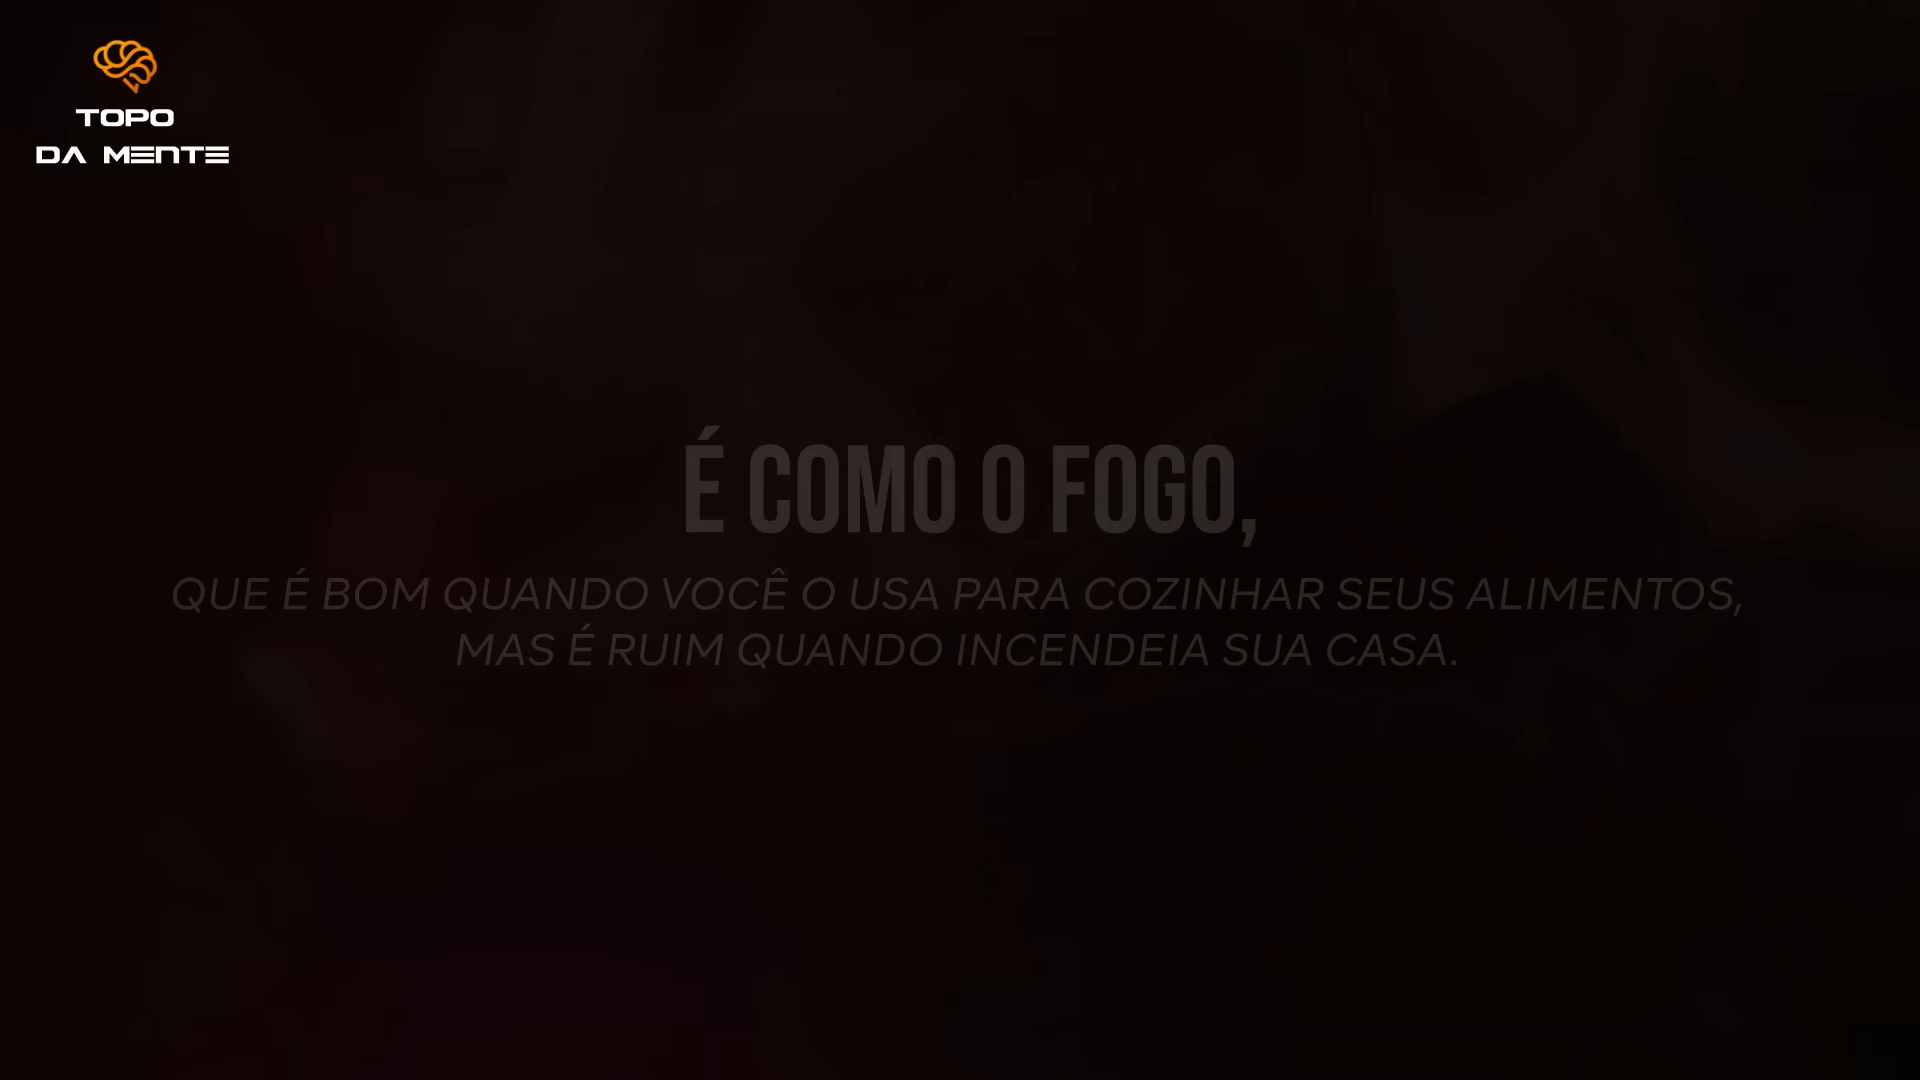 TOPO
DA MENTE
É COMO O FOGO,
QUE É BOM QUANDO VOCÊ O USA PARA COZINHAR SEUS ALIMENTOS,
MAS É RUIM QUANDO INCENDEIA SUA CASA.